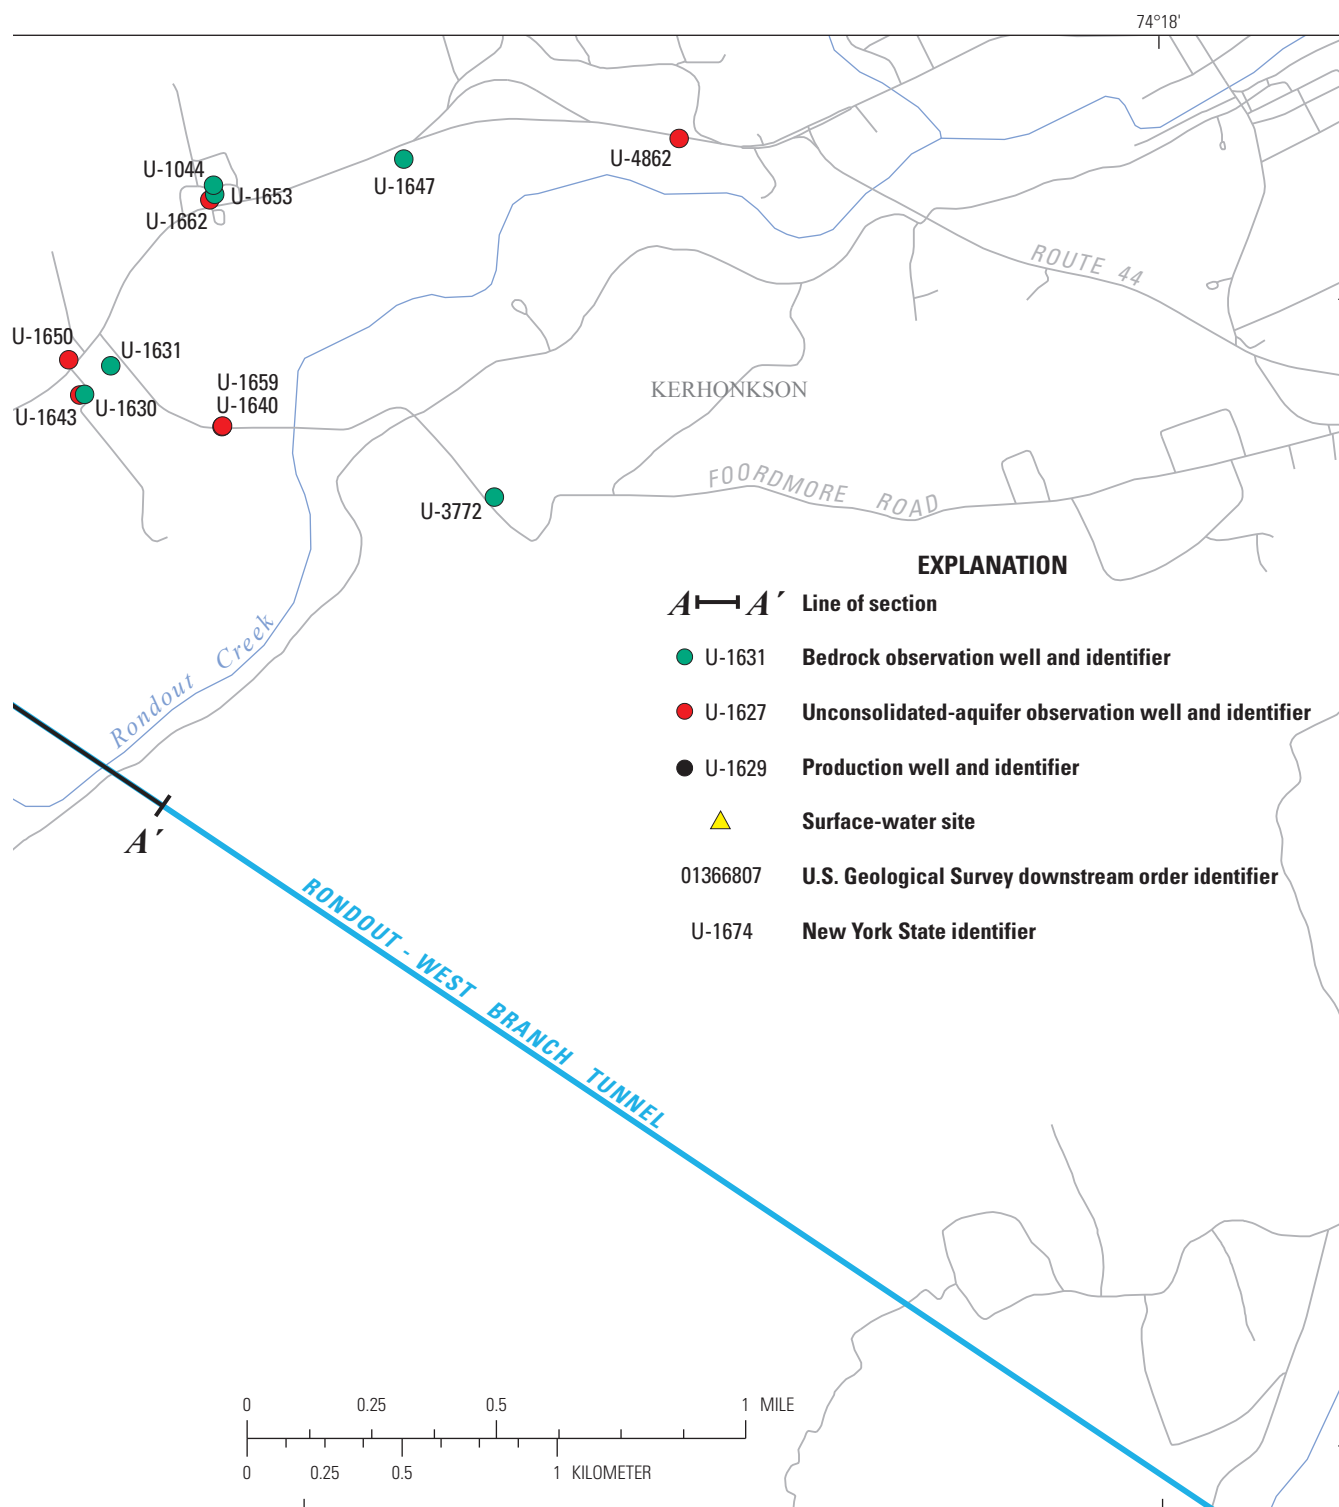 74°18'
U-4862
U-1044
U-1647
U-1653
U-1662
ROUTE 44
U-1650
U-1631
U-1659
KERHONKSON
U-1640
U-1630
U-1643
FOORDMORE ROAD
U-3772
EXPLANATION
A A´ Line of section
U-1631 Bedrock observation well and identifier
Rondout Creek
U-1627 Unconsolidated-aquifer observation well and identifier
U-1629 Production well and identifier
Surface-water site
A´
01366807 U.S. Geological Survey downstream order identifier
U-1674 New York State identifier
RONDOUT - WEST BRANCH TUNNEL
0 0.25 0.5 1 MILE
0 0.25 0.5 1 KILOMETER